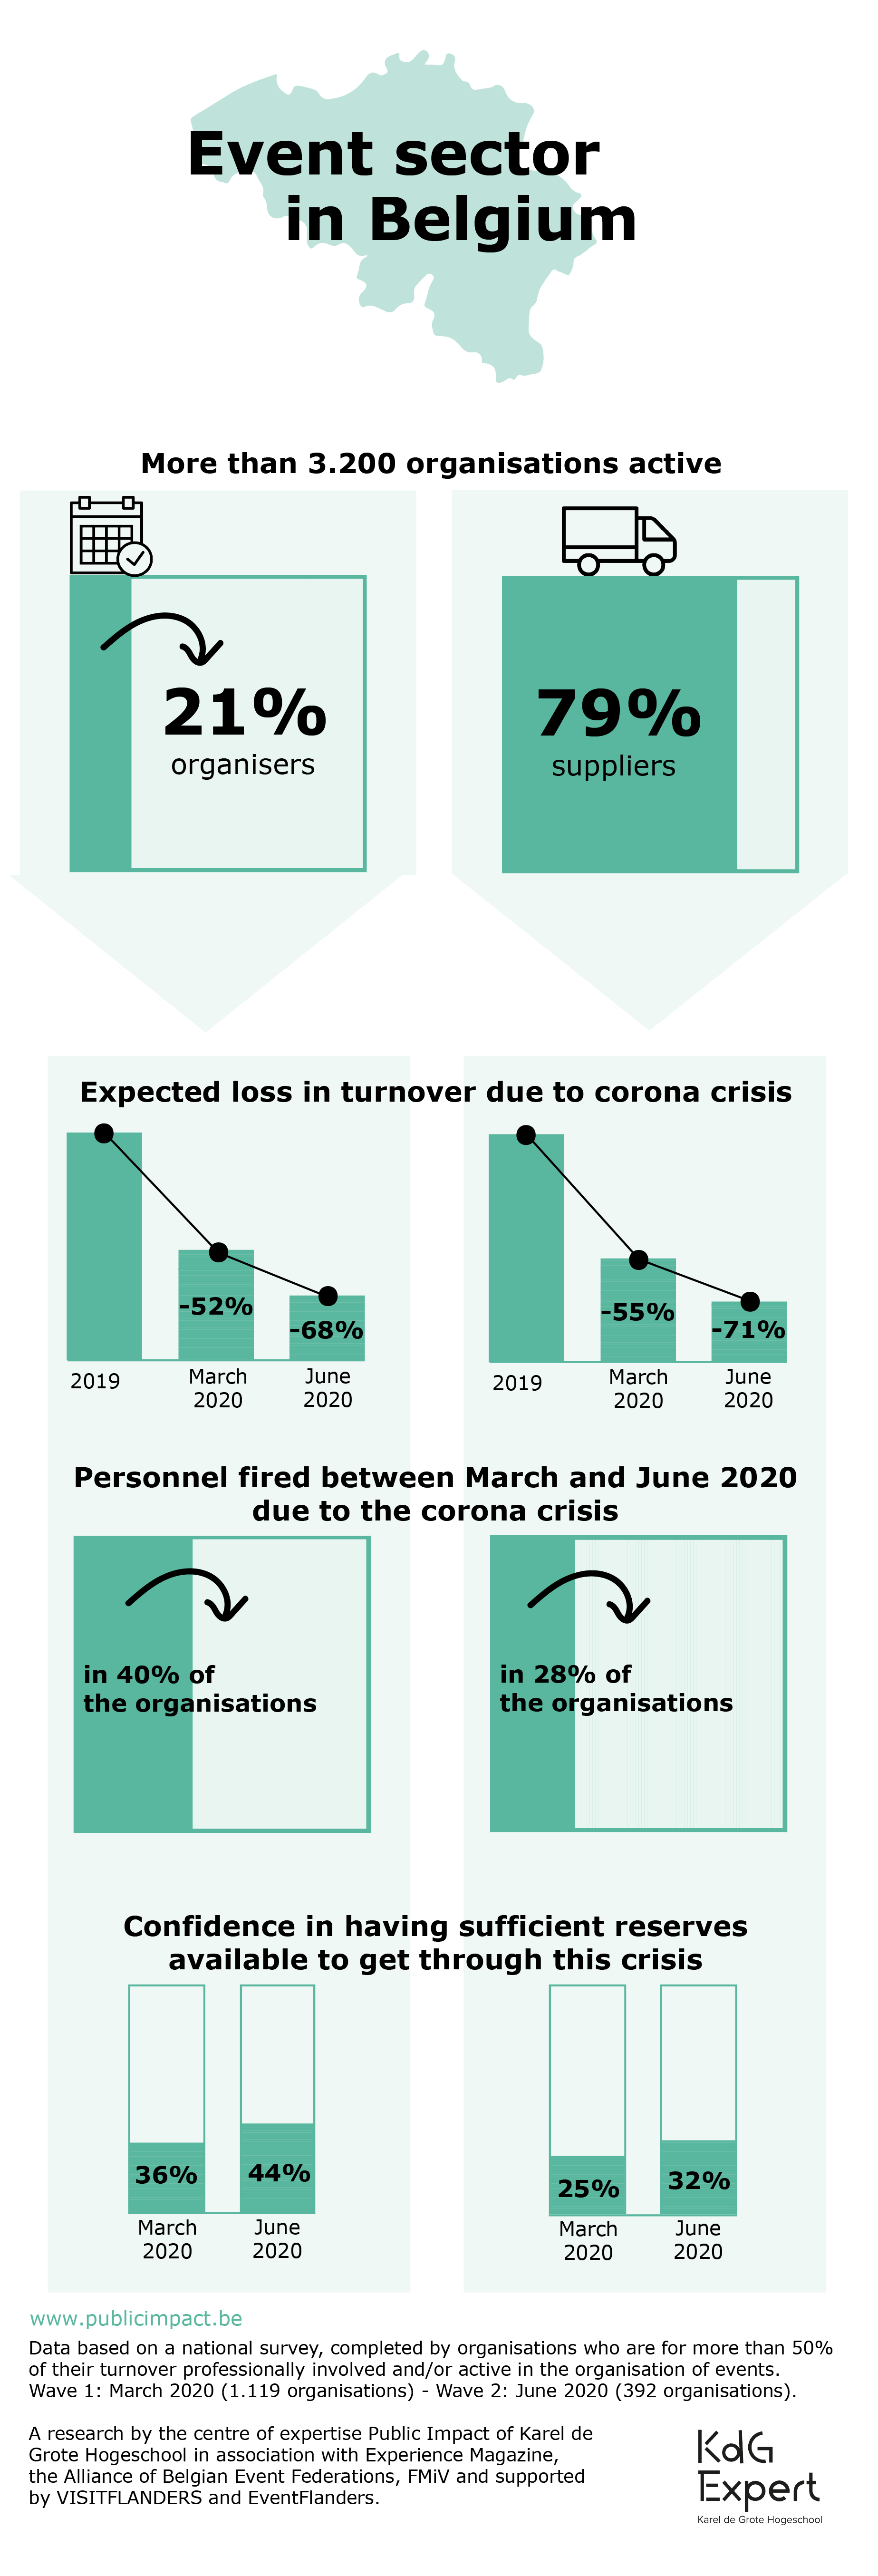 Event sector
in Belgium
More than 3.200 organisations active
21%
organisers
79%
suppliers
Expected loss in turnover due to corona crisis
-52%
-68%
2019
March
2020
June
2020
-55%
-71%
2019
March
2020
June
2020
Personnel fired between March and June 2020
due to the corona crisis
in 40% of
the organisations
in 28% of
the organisations
Confidence in having sufficient reserves
available to get through this crisis
36%
44%
March
2020
June
2020
25%
32%
March
2020
June
2020
www.publicimpact.be
Data based on a national survey, completed by organisations who are for more than 50%
of their turnover professionally involved and/or active in the organisation of events.
Wave 1: March 2020 (1.119 organisations) - Wave 2: June 2020 (392 organisations).
A research by the centre of expertise Public Impact of Karel de
Grote Hogeschool in association with Experience Magazine,
the Alliance of Belgian Event Federations, FMiV and supported
by VISITFLANDERS and EventFlanders.
KdG
Expert
Karel de Grote Hogeschool